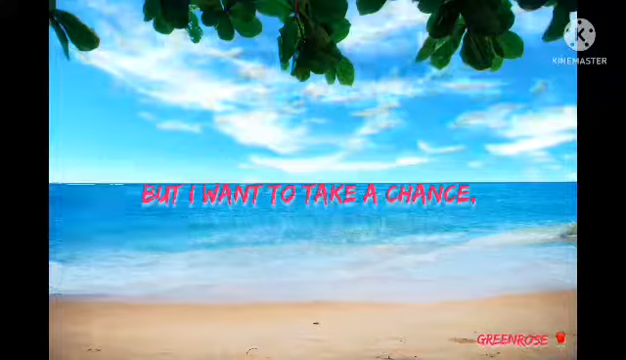 KINEMASTER
BUT I WANT TO TAKE A CHANCE,
GREENROSE